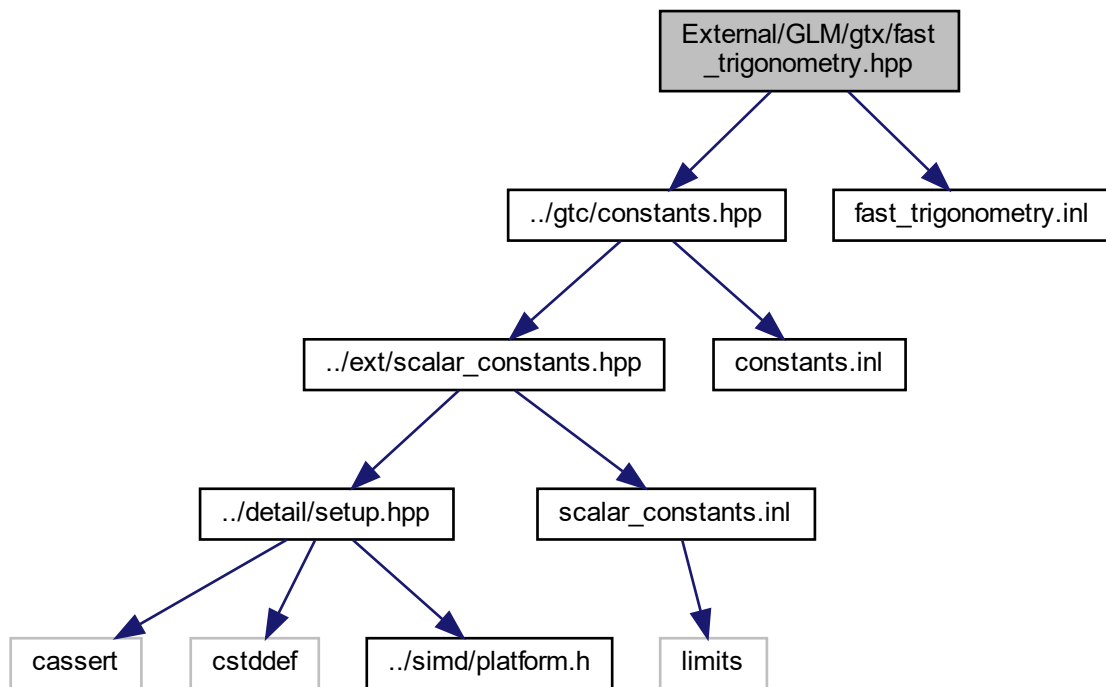 External/GLM/gtx/fast
_trigonometry.hpp
../gtc/constants.hpp
fast_trigonometry.inl
../ext/scalar_constants.hpp
constants.inl
../detail/setup.hpp
scalar_constants.inl
cassert
cstddef
../simd/platform.h
limits